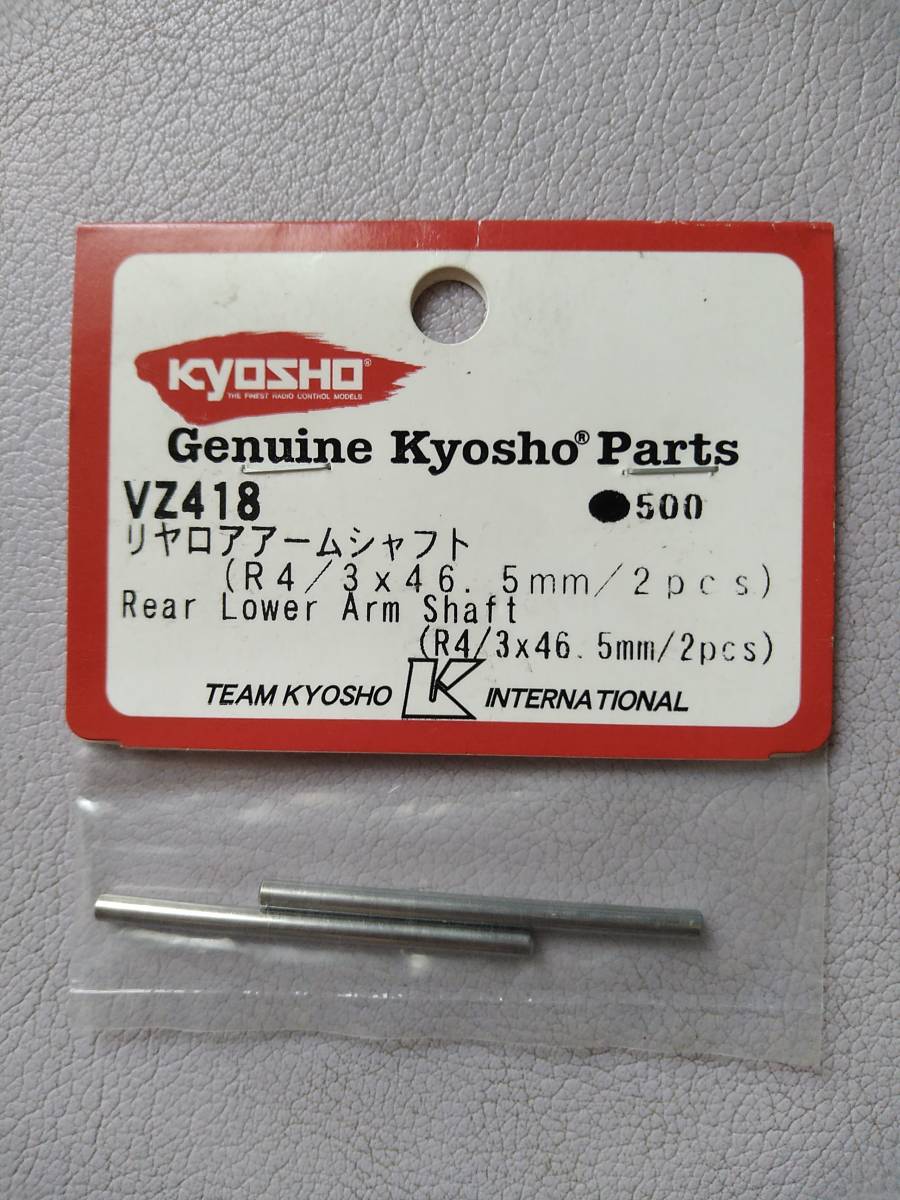 KYOSHO®
THE FINEST RADIO CONTROL MODELS
Genuine Kyosho® Parts
VZ418 ●500
リヤロアアームシャフト
(R4/3x46.5mm/2pcs)
Rear Lower Arm Shaft
(R4/3x46.5mm/2pcs)
TEAM KYOSHO K INTERNATIONAL